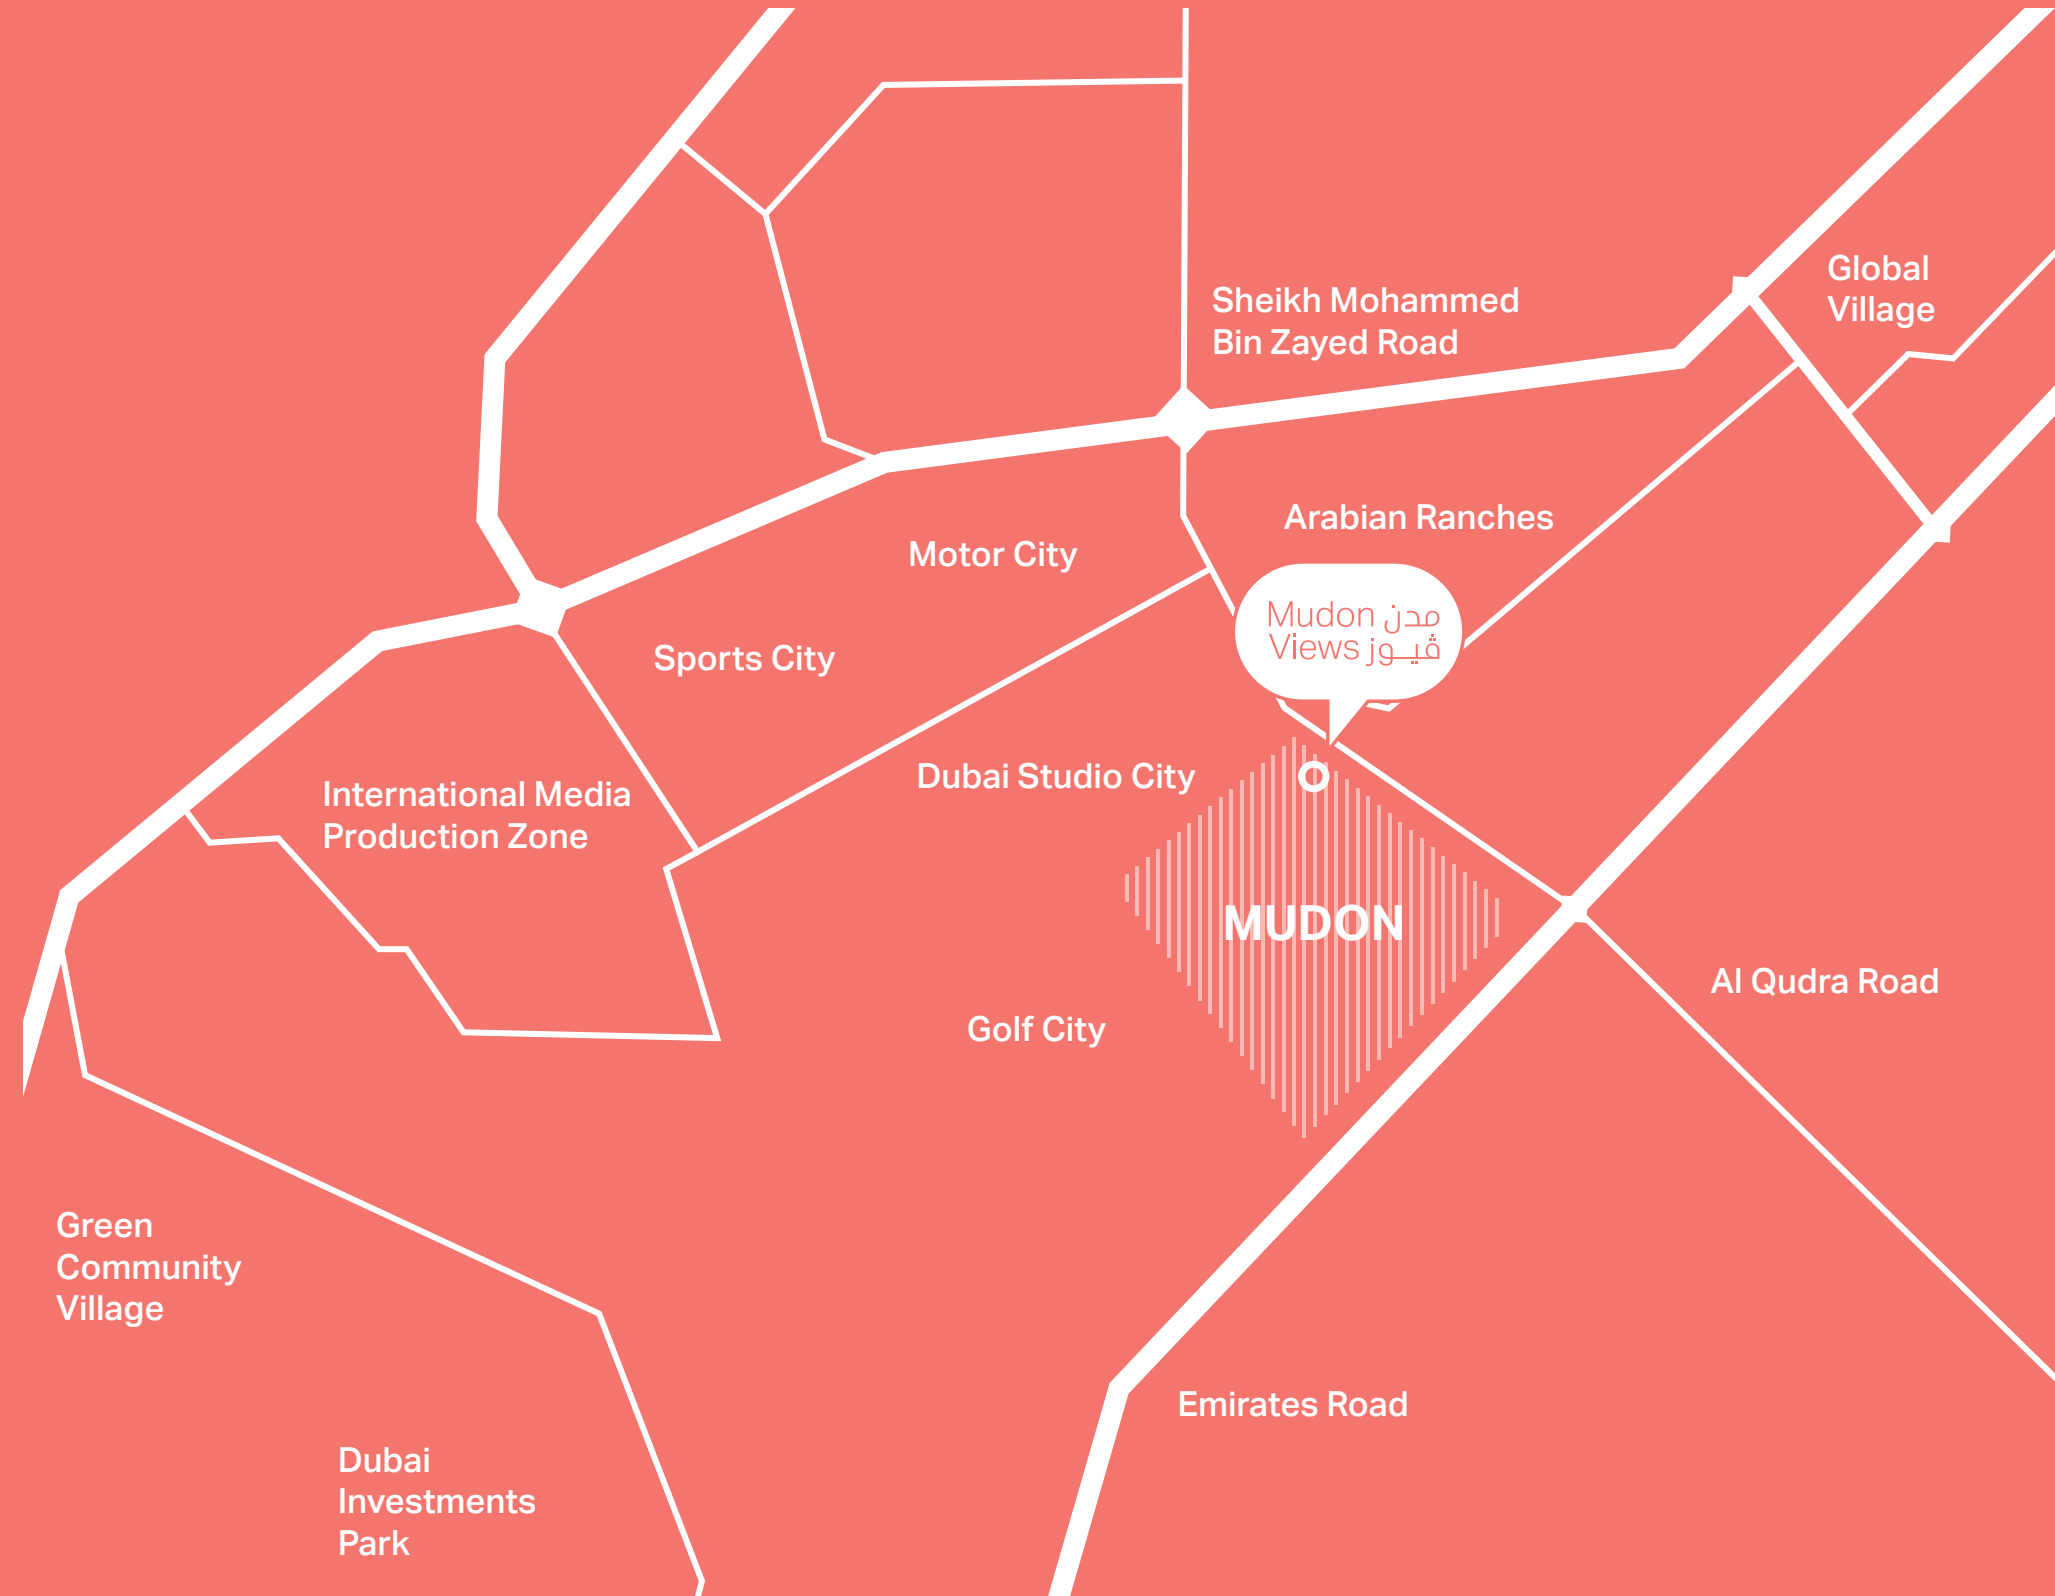 Global
Village
Sheikh Mohammed
Bin Zayed Road
Arabian Ranches
Motor City
Mudon مدن
Views ڤيـوز
Sports City
Dubai Studio City
International Media
Production Zone
MUDON
Al Qudra Road
Golf City
Green
Community
Village
Emirates Road
Dubai
Investments
Park